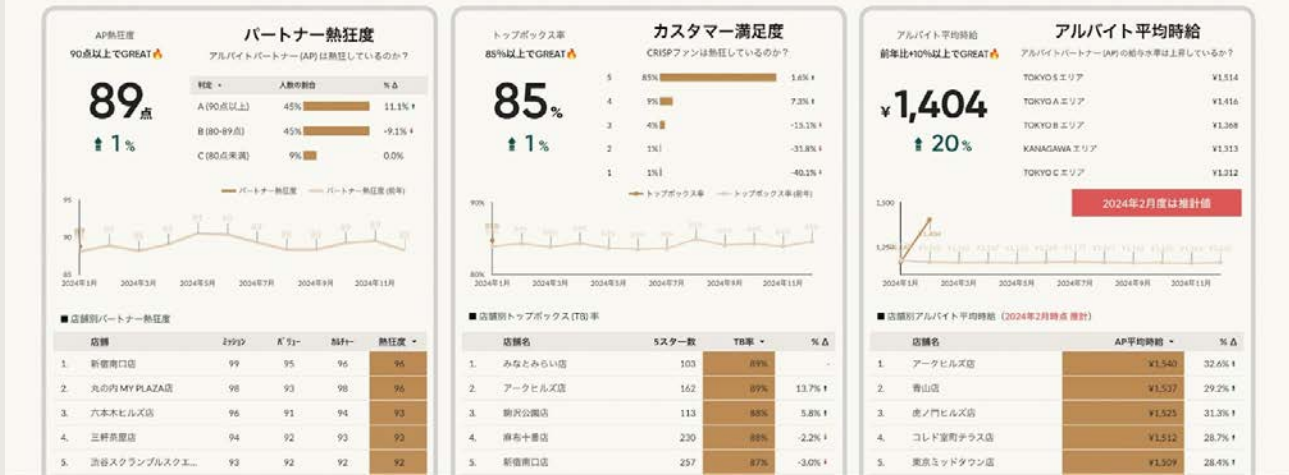 AP熱狂度
90点以上でGREAT🔥
89点
1%
パートナー熱狂度
アルバイトパートナー(AP)は熱狂しているのか？
判定 人数の割合 % Δ
A (90点以上) 45% 11.1%
B (80-89点) 45% -9.1%
C (80点未満) 9% 0.0%
パートナー熱狂度 パートナー熱狂度(前年)
95
90
85
2024年1月 2024年3月 2024年5月 2024年7月 2024年9月 2024年11月
■ 店舗別パートナー熱狂度
店舗 ミッション バリュー カルチャー 熱狂度
1. 新宿南口店 99 95 96 96
2. 丸の内 MY PLAZA店 98 93 98 96
3. 六本木ヒルズ店 96 91 94 93
4. 三軒茶屋店 94 92 93 93
5. 渋谷スクランブルスクエ... 93 92 92 92
トップボックス率
85%以上でGREAT🔥
85%
1%
カスタマー満足度
CRISPファンは熱狂しているのか？
5 85% 1.6%
4 9% 7.3%
3 4% -15.1%
2 1% -31.8%
1 1% -40.1%
トップボックス率 トップボックス率(前年)
90%
80%
2024年1月 2024年3月 2024年5月 2024年7月 2024年9月 2024年11月
■ 店舗別トップボックス(TB)率
店舗名 5スター数 TB率 % Δ
1. みなとみらい店 103 89% -
2. アークヒルズ店 162 89% 13.7%
3. 駒沢公園店 113 88% 5.8%
4. 麻布十番店 230 88% -2.2%
5. 新宿南口店 257 87% -3.0%
アルバイト平均時給
前年比+10%以上でGREAT🔥
¥1,404
20%
アルバイト平均時給
アルバイトパートナー(AP)の給与水準は上昇しているか？
TOKYO S エリア ¥1,514
TOKYO A エリア ¥1,416
TOKYO B エリア ¥1,368
KANAGAWA エリア ¥1,313
TOKYO C エリア ¥1,312
2024年2月度は推計値
1,500
1,250
¥1,404
2024年1月 2024年3月 2024年5月 2024年7月 2024年9月 2024年11月
■ 店舗別アルバイト平均時給（2024年2月時点 推計）
店舗名 AP平均時給 % Δ
1. アークヒルズ店 ¥1,540 32.6%
2. 青山店 ¥1,537 29.2%
3. 虎ノ門ヒルズ店 ¥1,525 31.3%
4. コレド室町テラス店 ¥1,512 28.7%
5. 東京ミッドタウン店 ¥1,509 28.4%